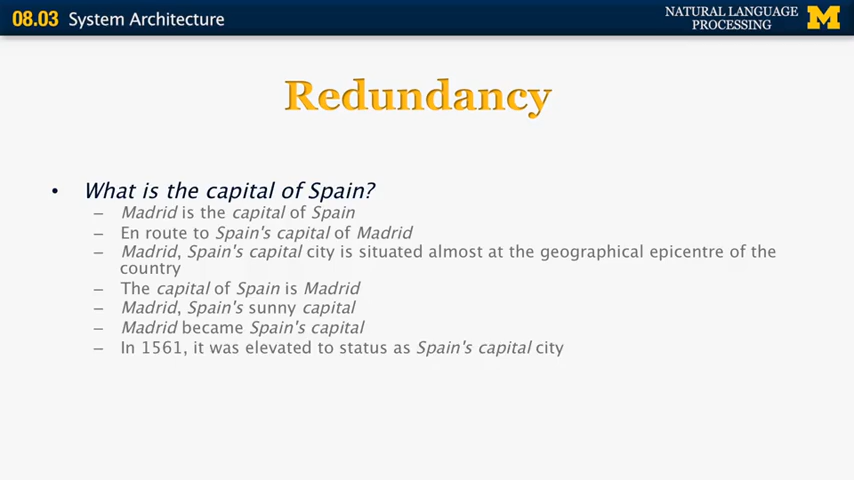 08.03 System Architecture
NATURAL LANGUAGE
PROCESSING
M
Redundancy
• What is the capital of Spain?
– Madrid is the capital of Spain
– En route to Spain's capital of Madrid
– Madrid, Spain's capital city is situated almost at the geographical epicentre of the
country
– The capital of Spain is Madrid
– Madrid, Spain's sunny capital
– Madrid became Spain's capital
– In 1561, it was elevated to status as Spain's capital city